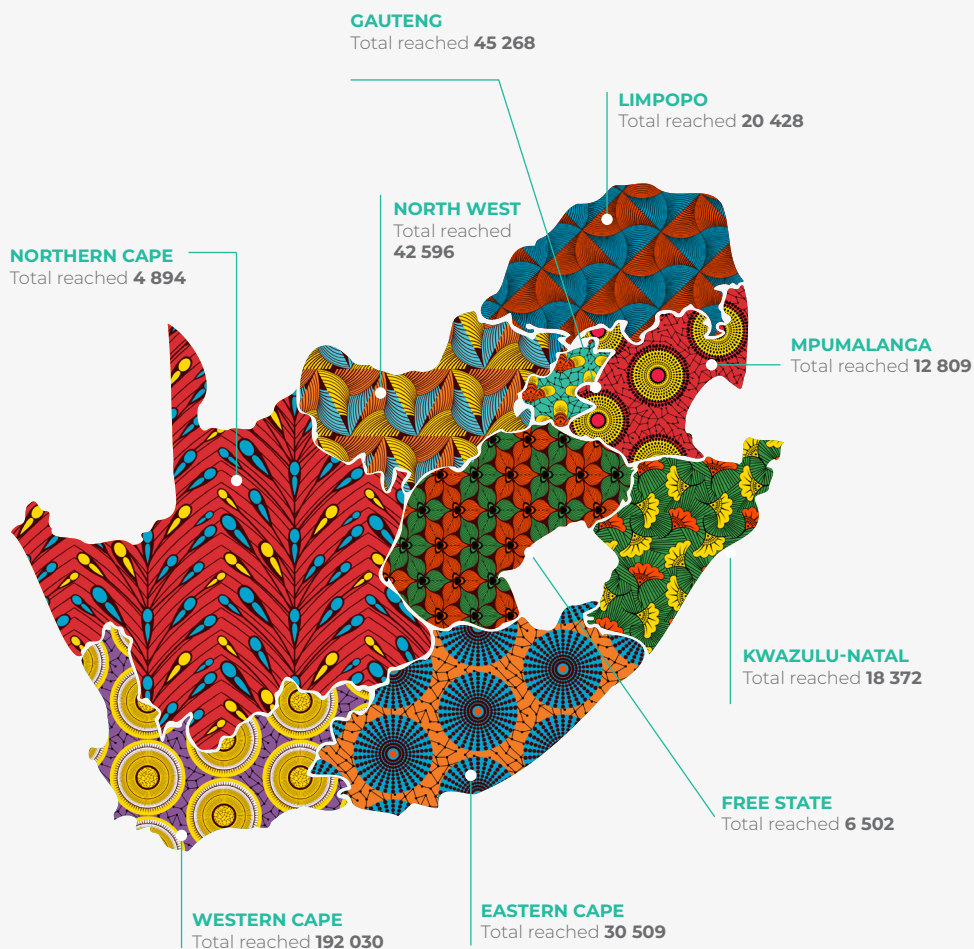 GAUTENG
Total reached 45 268
LIMPOPO
Total reached 20 428
NORTH WEST
Total reached
42 596
NORTHERN CAPE
Total reached 4 894
MPUMALANGA
Total reached 12 809
KWAZULU-NATAL
Total reached 18 372
FREE STATE
Total reached 6 502
EASTERN CAPE
Total reached 30 509
WESTERN CAPE
Total reached 192 030